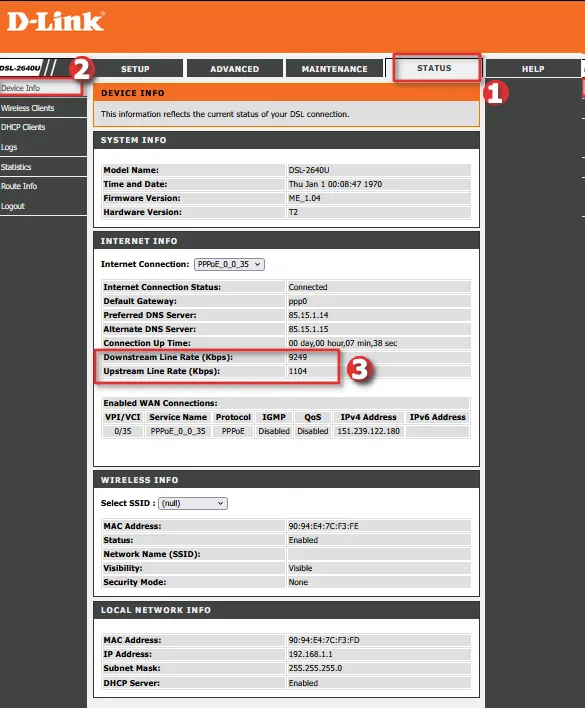 D-Link
DSL-2640U
2
SETUP
ADVANCED
MAINTENANCE
STATUS
HELP
1
Device Info
Wireless Clients
DHCP Clients
Logs
Statistics
Route Info
Logout
DEVICE INFO
This information reflects the current status of your DSL connection.
SYSTEM INFO
Model Name: DSL-2640U
Time and Date: Thu Jan 1 00:08:47 1970
Firmware Version: ME_1.04
Hardware Version: T2
INTERNET INFO
Internet Connection: PPPoE_0_0_35
Internet Connection Status: Connected
Default Gateway: ppp0
Preferred DNS Server: 85.15.1.14
Alternate DNS Server: 85.15.1.15
Connection Up Time: 00 day,00 hour,07 min,38 sec
Downstream Line Rate (Kbps): 9249
Upstream Line Rate (Kbps): 1104
3
Enabled WAN Connections:
VPI/VCI Service Name Protocol IGMP QoS IPv4 Address IPv6 Address
0/35 PPPoE_0_0_35 PPPoE Disabled Disabled 151.239.122.180
WIRELESS INFO
Select SSID : (null)
MAC Address: 90:94:E4:7C:F3:FE
Status: Enabled
Network Name (SSID):
Visibility: Visible
Security Mode: None
LOCAL NETWORK INFO
MAC Address: 90:94:E4:7C:F3:FD
IP Address: 192.168.1.1
Subnet Mask: 255.255.255.0
DHCP Server: Enabled